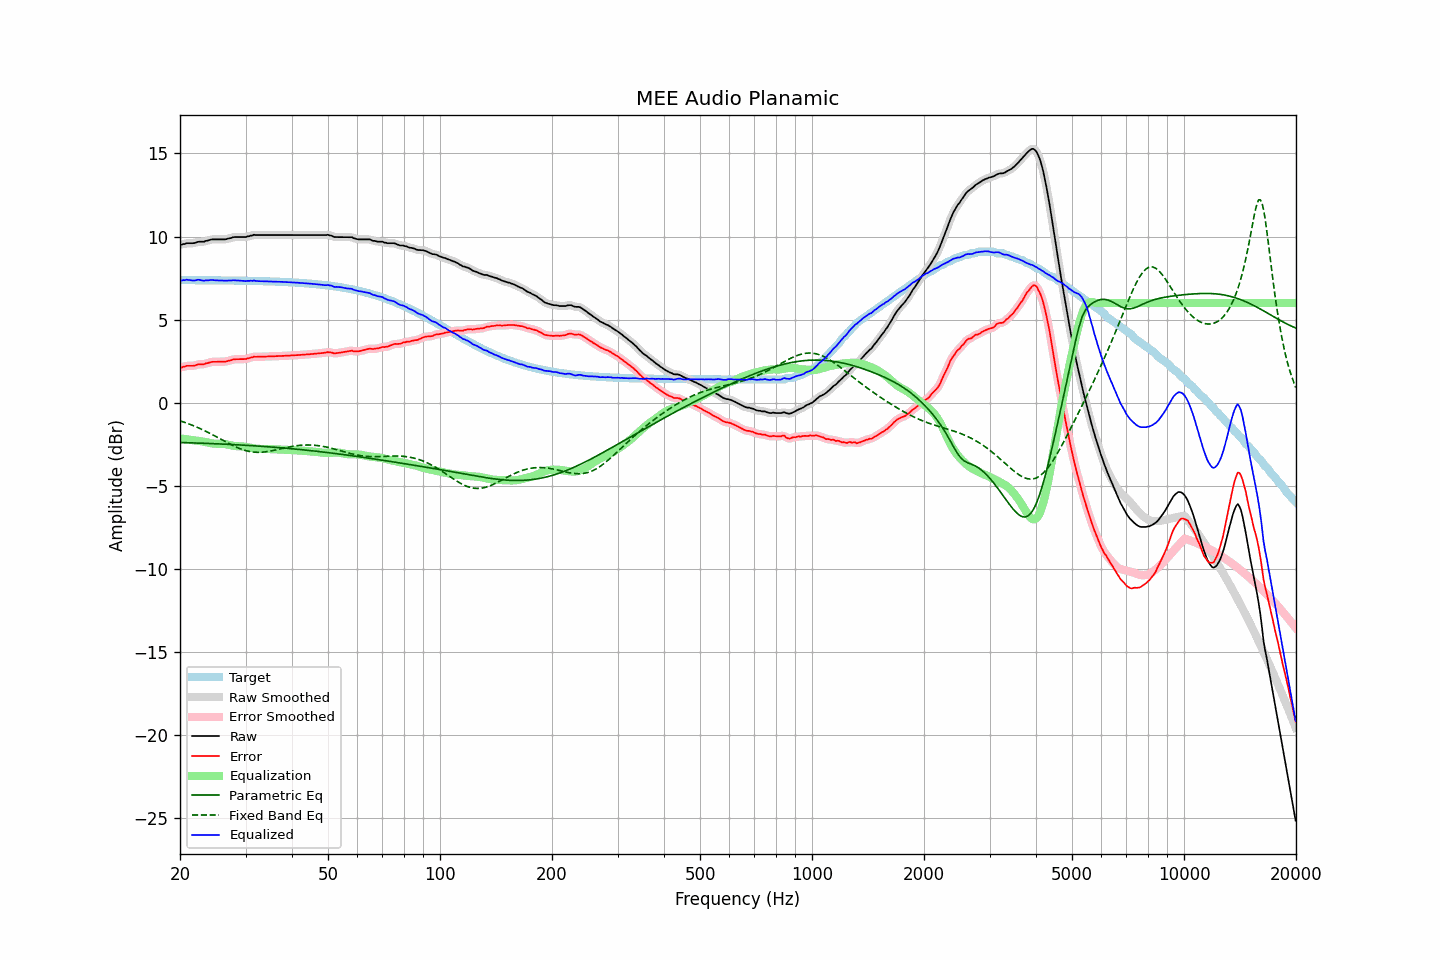 MEE Audio Planamic
Amplitude (dBr)
15
10
5
0
−5
−10
−15
−20
−25
Target
Raw Smoothed
Error Smoothed
Raw
Error
Equalization
Parametric Eq
Fixed Band Eq
Equalized
20 50 100 200 500 1000 2000 5000 10000 20000
Frequency (Hz)